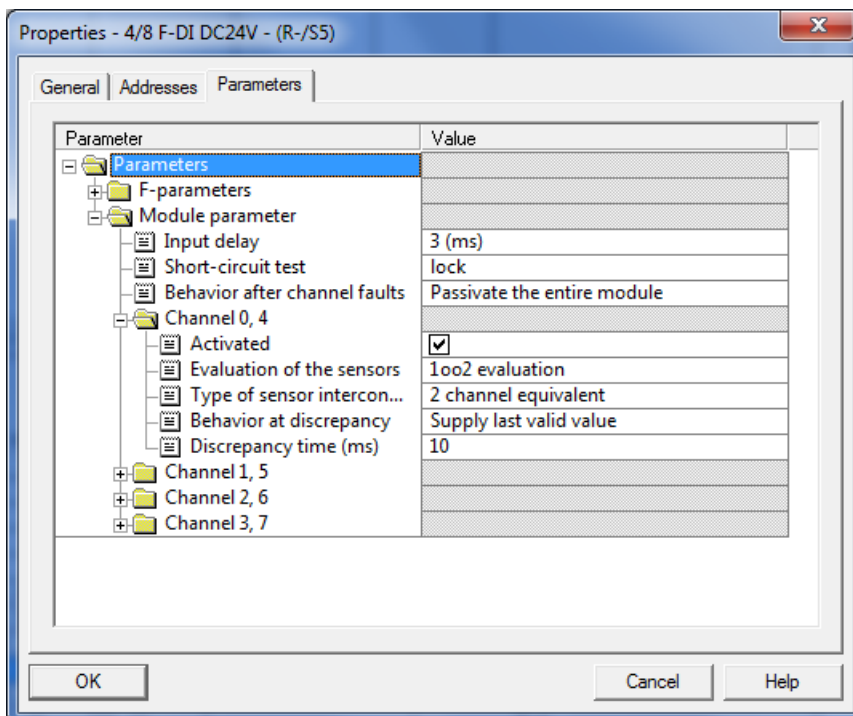 Properties - 4/8 F-DI DC24V - (R-/S5)
General Addresses Parameters
Parameter Value
Parameters
F-parameters
Module parameter
Input delay 3 (ms)
Short-circuit test lock
Behavior after channel faults Passivate the entire module
Channel 0, 4
Activated
Evaluation of the sensors 1oo2 evaluation
Type of sensor intercon... 2 channel equivalent
Behavior at discrepancy Supply last valid value
Discrepancy time (ms) 10
Channel 1, 5
Channel 2, 6
Channel 3, 7
OK Cancel Help